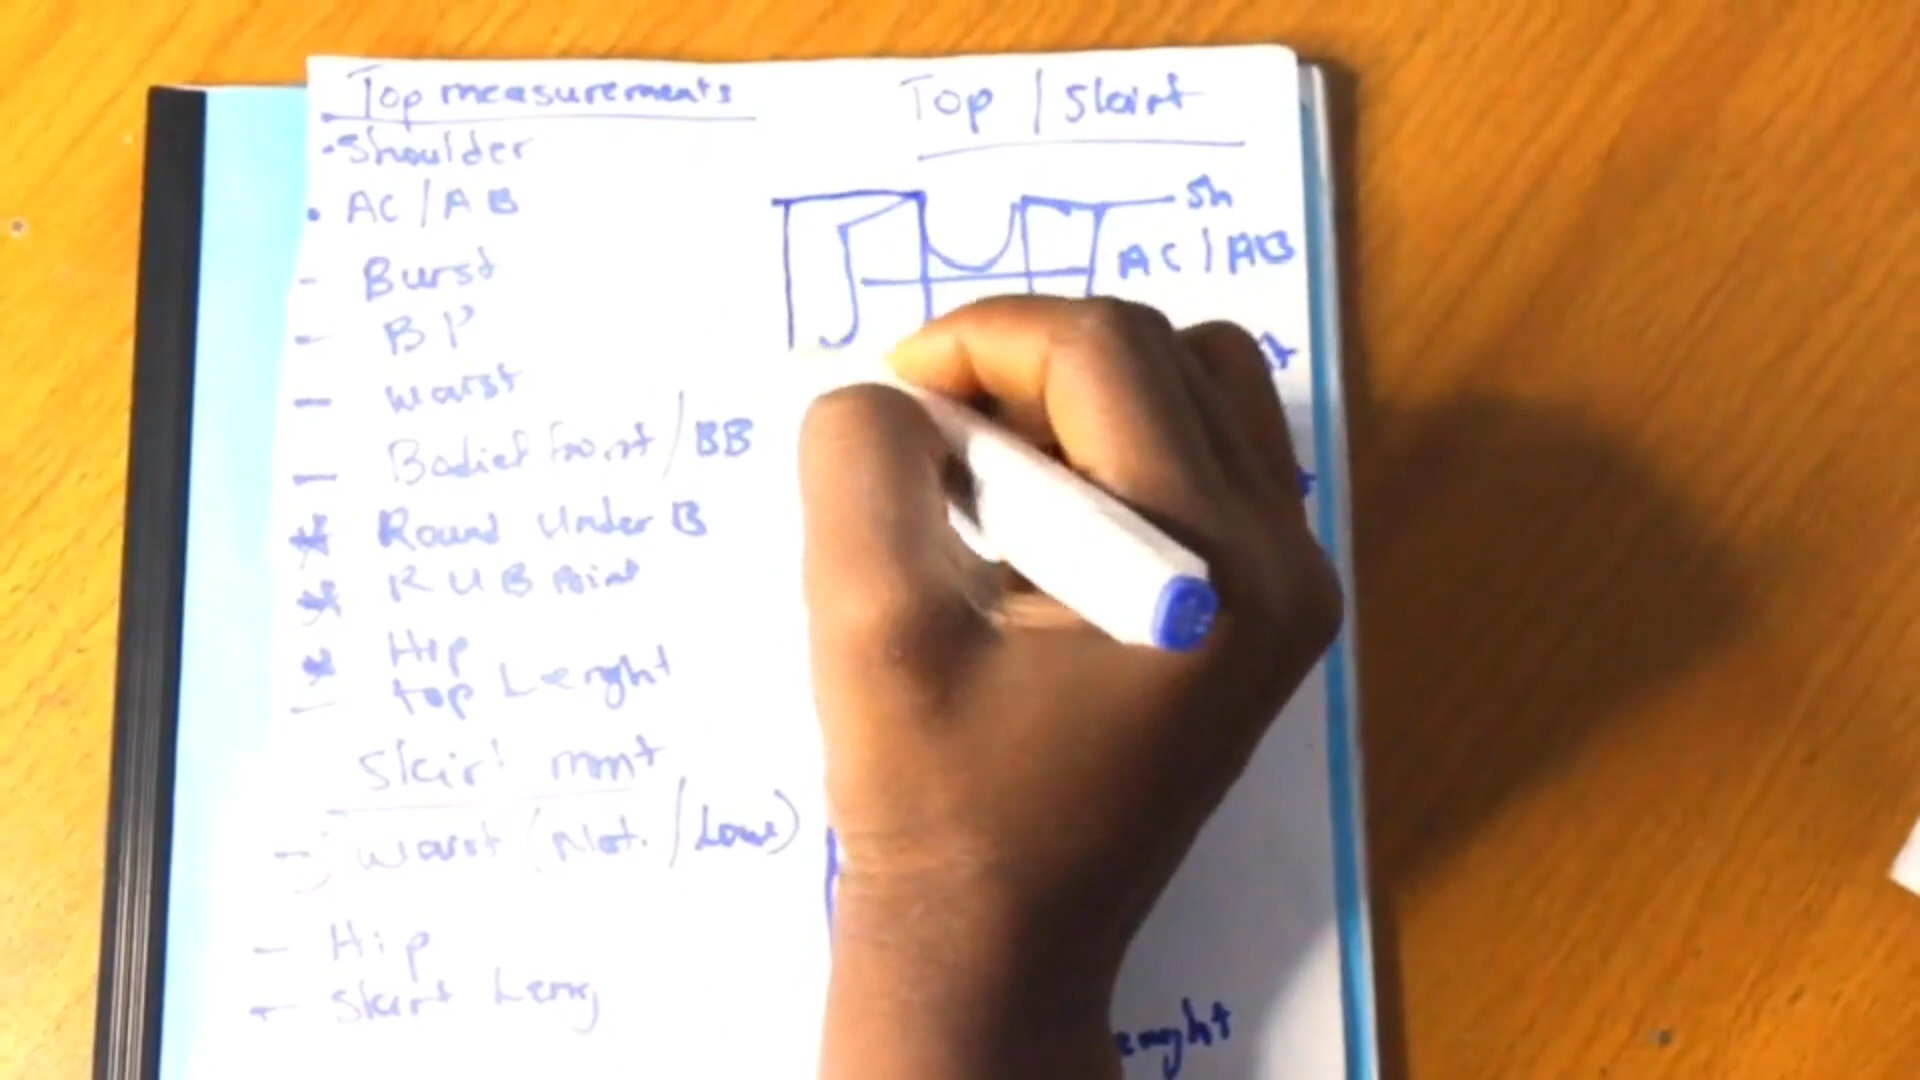 Top measurements
Shoulder
AC/AB
Burst
BP
Waist
Front/BB
Round Under B
RUB Point
Hip
top Lenght
Skirt mmt
Waist (Nat./Low)
Hip
Skirt Leng
Top/Skirt
Sh
AC/AB
enght